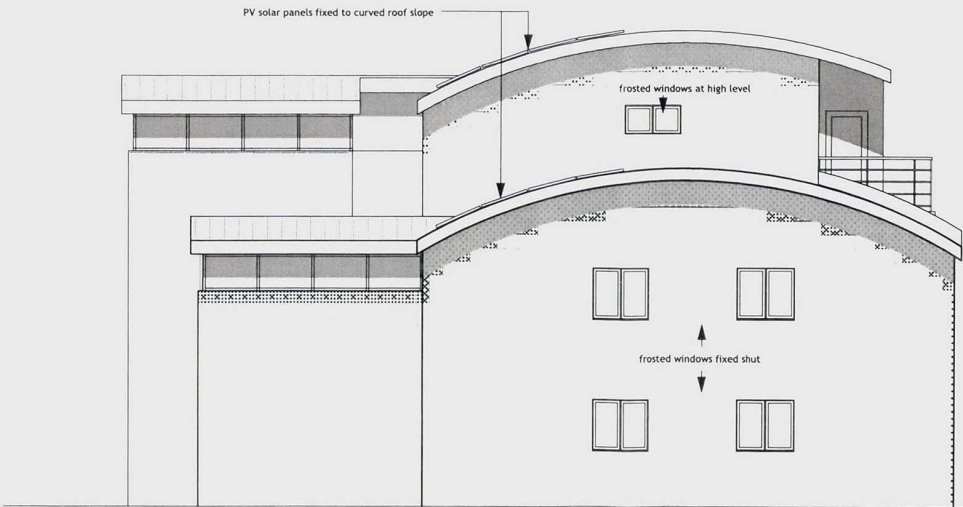 PV solar panels fixed to curved roof slope
frosted windows at high level
frosted windows fixed shut